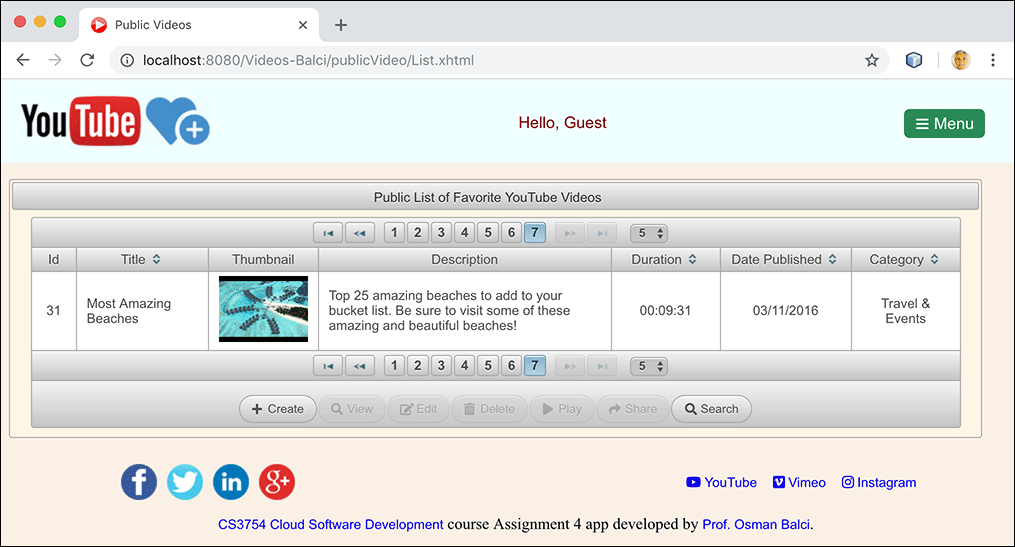 Public Videos
localhost:8080/Videos-Balci/publicVideo/List.xhtml
YouTube
Hello, Guest
Menu
Public List of Favorite YouTube Videos
1 2 3 4 5 6 7 5
Id Title Thumbnail Description Duration Date Published Category
31
Most Amazing
Beaches
Top 25 amazing beaches to add to your
bucket list. Be sure to visit some of these
amazing and beautiful beaches!
00:09:31
03/11/2016
Travel &
Events
1 2 3 4 5 6 7 5
Create View Edit Delete Play Share Search
f in g+ YouTube Vimeo Instagram
CS3754 Cloud Software Development course Assignment 4 app developed by Prof. Osman Balci.